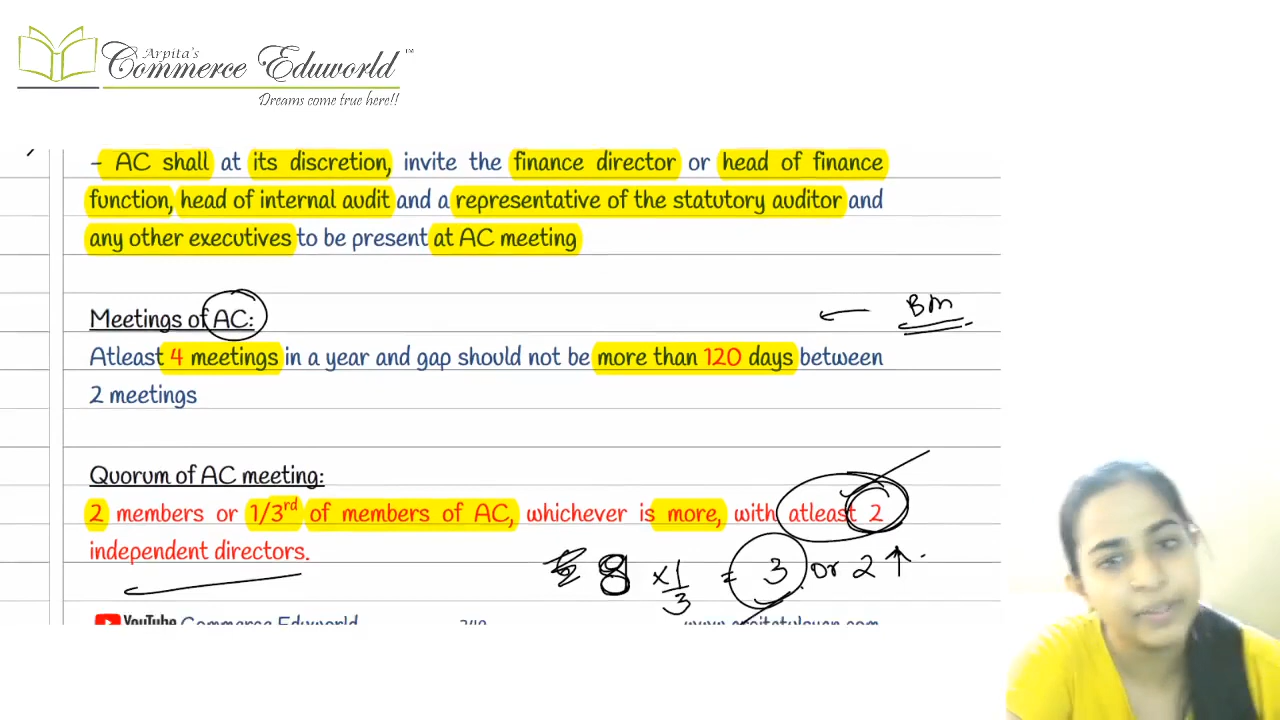 Arpita's
Commerce Eduworld™
Dreams come true here!!
- AC shall at its discretion, invite the finance director or head of finance
function, head of internal audit and a representative of the statutory auditor and
any other executives to be present at AC meeting
Meetings of AC:
BM
Atleast 4 meetings in a year and gap should not be more than 120 days between
2 meetings
Quorum of AC meeting:
2 members or 1/3rd of members of AC, whichever is more, with atleast 2
independent directors.
8 × 1/3 = 3 or 2 ↑
YouTube Commerce Eduworld